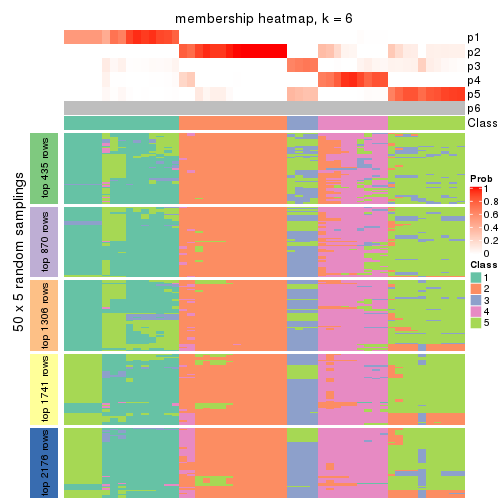 membership heatmap, k = 6
p1
p2
p3
p4
p5
p6
Class
50 x 5 random samplings
top 435 rows
top 870 rows
top 1306 rows
top 1741 rows
top 2176 rows
Prob
1
0.8
0.6
0.4
0.2
0
Class
1
2
3
4
5